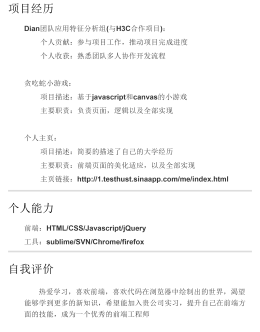 项目经历
Dian团队应用特征分析组(与H3C合作项目):
个人贡献：参与项目工作，推动项目完成进度
个人收获：熟悉团队多人协作开发流程
贪吃蛇小游戏：
项目描述：基于javascript和canvas的小游戏
主要职责：负责页面，逻辑以及全部实现
个人主页：
项目描述：简要的描述了自己的大学经历
主要职责：前端页面的美化适应，以及全部实现
主页链接：http://1.testhust.sinaapp.com/me/index.html
个人能力
前端：HTML/CSS/Javascript/jQuery
工具：sublime/SVN/Chrome/firefox
自我评价
热爱学习，喜欢前端，喜欢代码在浏览器中绘制出的世界，渴望
能够学到更多的新知识，希望能加入贵公司实习，提升自己在前端方
面的技能，成为一个优秀的前端工程师